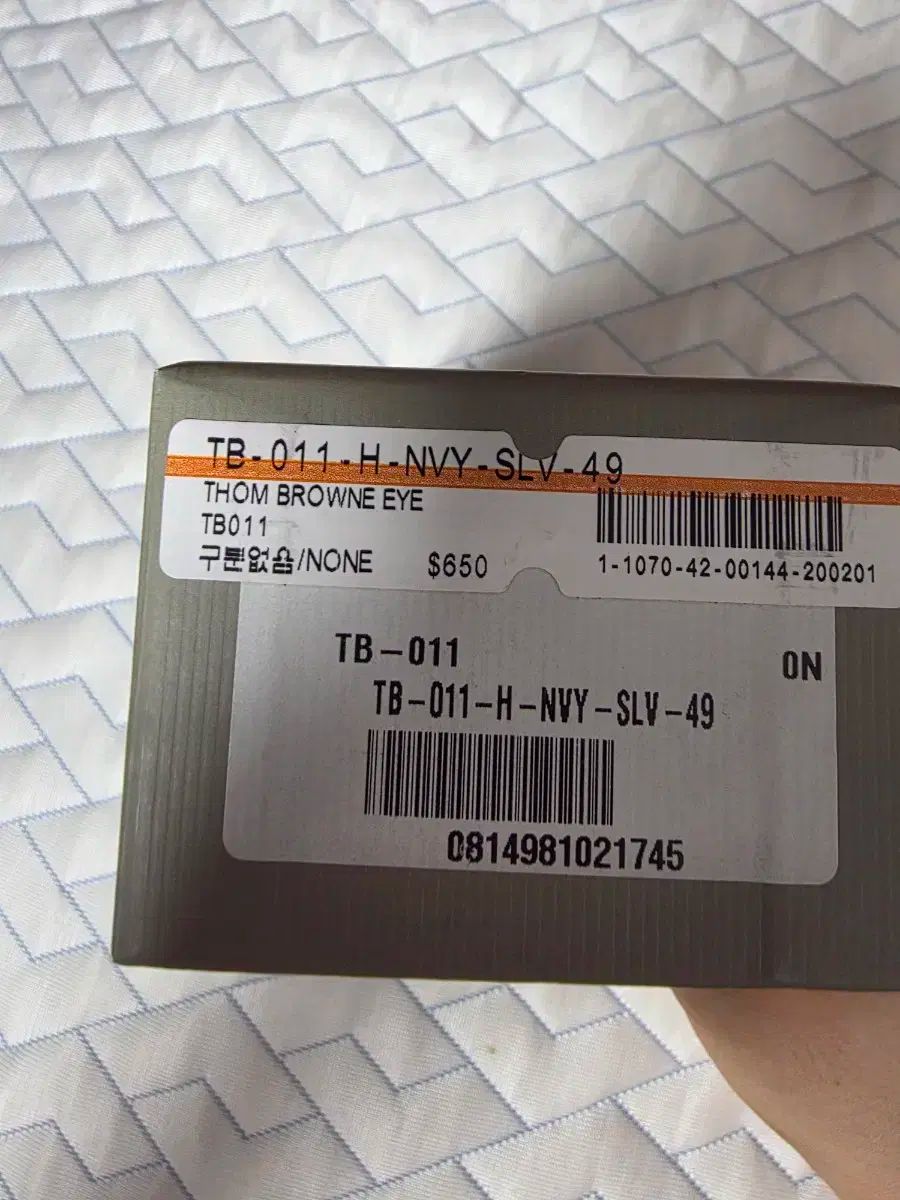 TB-011-H-NVY-SLV-49
THOM BROWNE EYE
TB011
구분없음/NONE $650
1-1070-42-00144-200201
TB-011
ON
TB-011-H-NVY-SLV-49
0814981021745